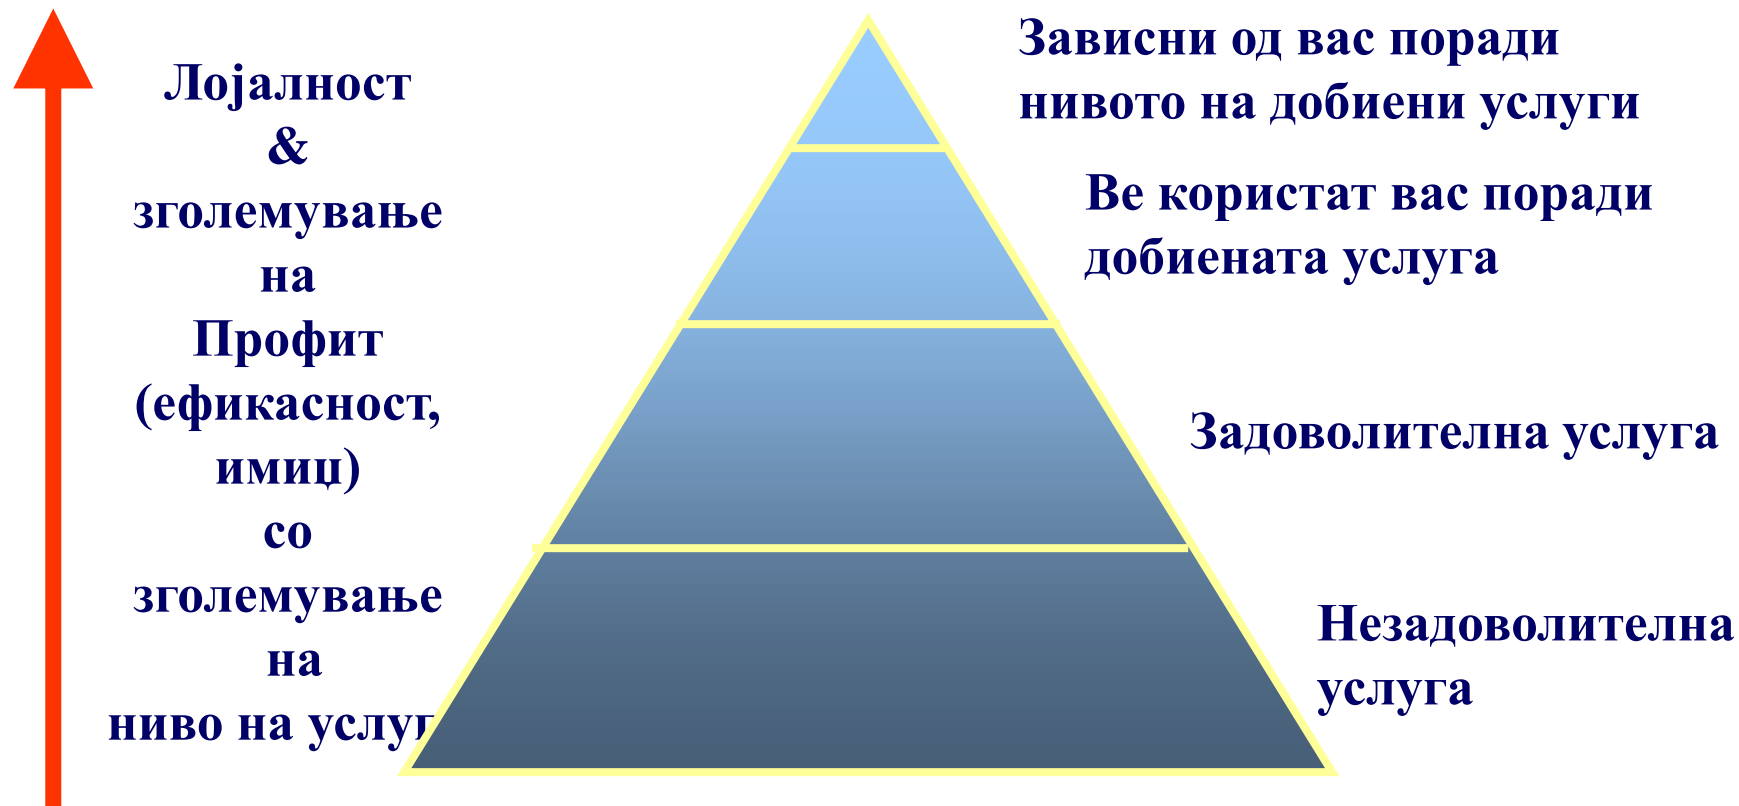 Лојалност
&
зголемување
на
Профит
(ефикасност,
имиџ)
со
зголемување
на
ниво на
Зависни од вас поради
нивото на добиени услуги
Ве користат вас поради
добиената услуга
Задоволителна услуга
Незадоволителна
услуга